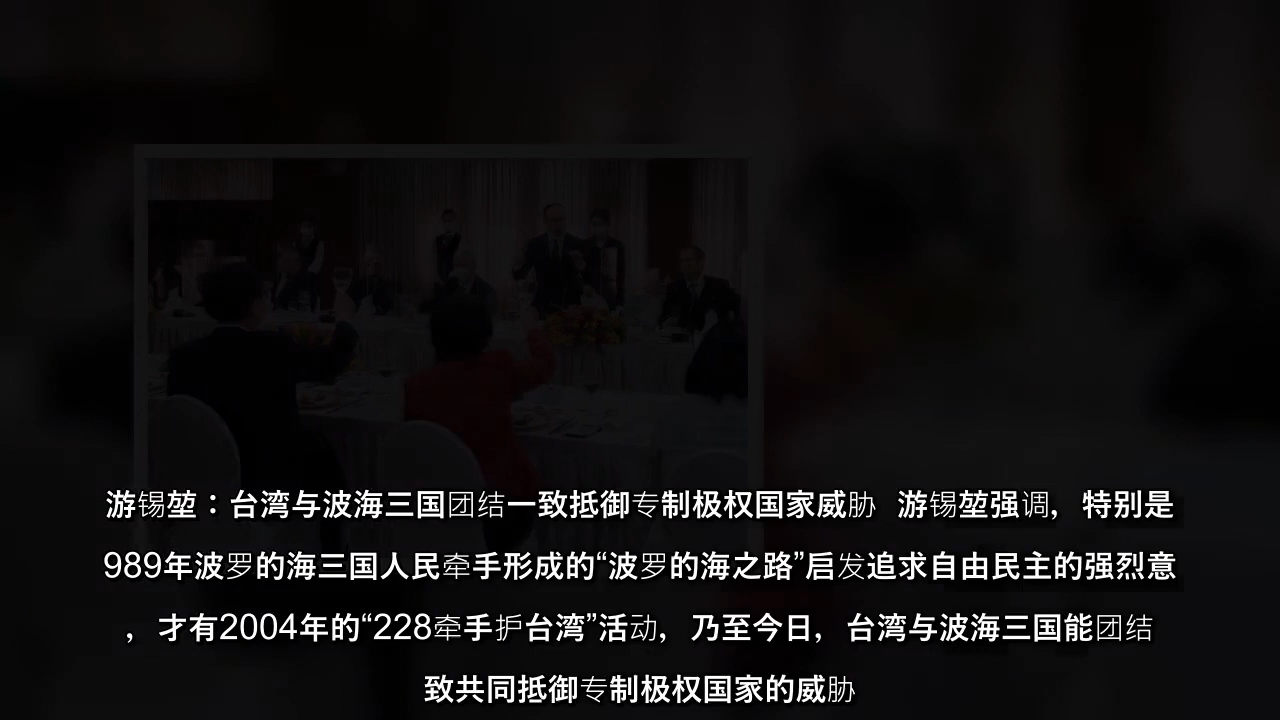 游锡堃：台湾与波海三国团结一致抵御专制极权国家威胁 游锡堃强调，特别是
989年波罗的海三国人民牵手形成的“波罗的海之路”启发追求自由民主的强烈意
，才有2004年的“228牵手护台湾”活动，乃至今日，台湾与波海三国能团结
致共同抵御专制极权国家的威胁